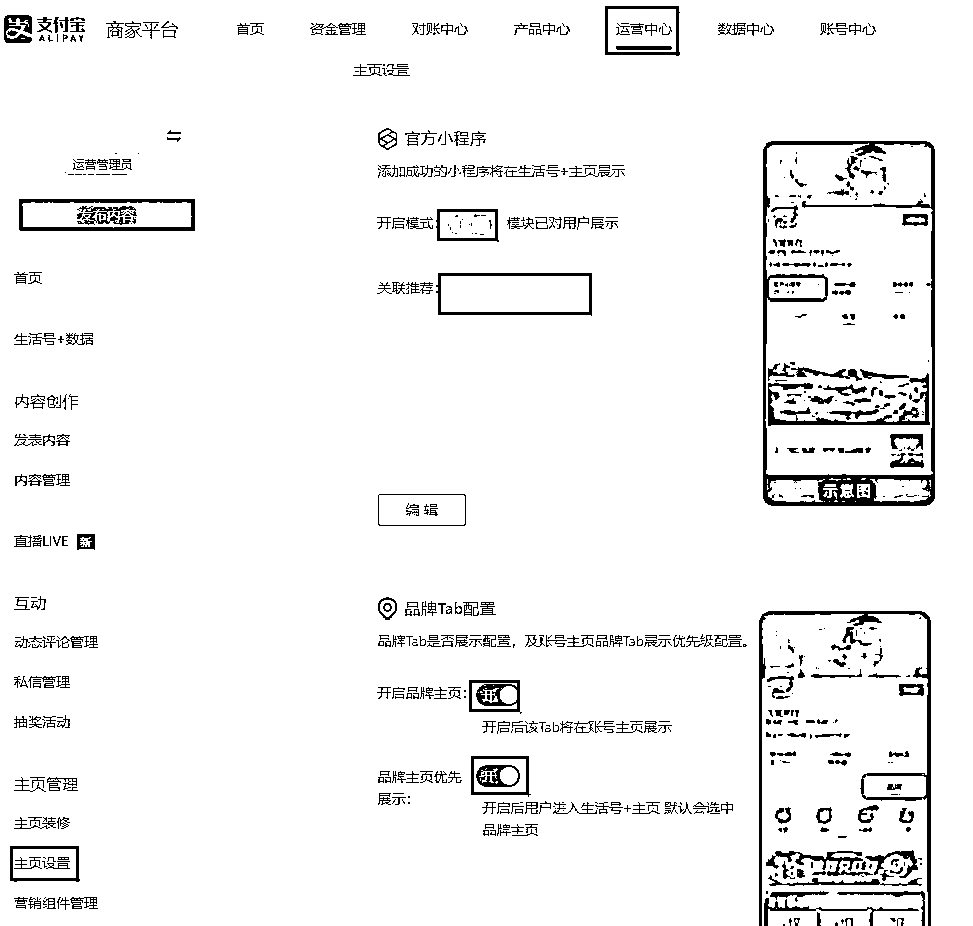 支付宝 ALIPAY 商家平台 首页 资金管理 对账中心 产品中心 运营中心 数据中心 账号中心
主页设置
运营管理员
发布内容
首页
生活号+数据
内容创作
发表内容
内容管理
直播LIVE 新
互动
动态评论管理
私信管理
抽奖活动
主页管理
主页装修
主页设置
营销组件管理
官方小程序
添加成功的小程序将在生活号+主页展示
开启模式: 模块已对用户展示
关联推荐:
编 辑
示意图
品牌Tab配置
品牌Tab是否展示配置，及账号主页品牌Tab展示优先级配置。
开启品牌主页: 开
开启后该Tab将在账号主页展示
品牌主页优先 开
展示:
开启后用户进入生活号+主页 默认会选中
品牌主页